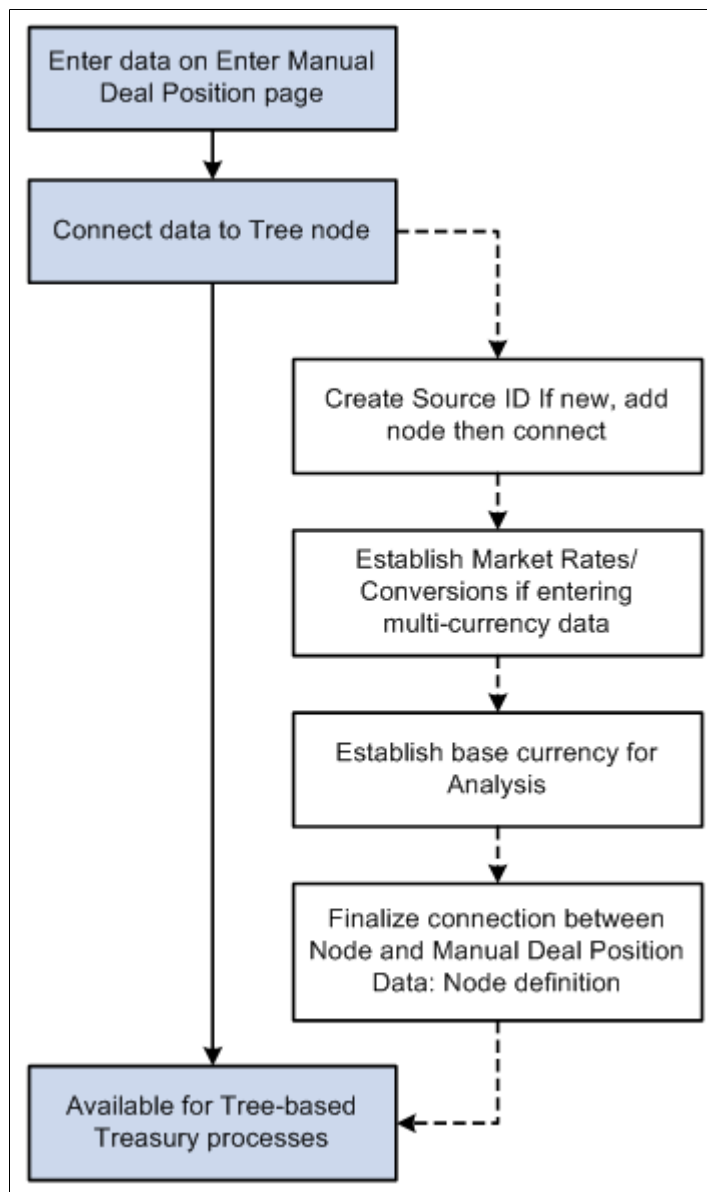 Enter data on Enter Manual
Deal Position page
Connect data to Tree node
Create Source ID If new, add
node then connect
Establish Market Rates/
Conversions if entering
multi-currency data
Establish base currency for
Analysis
Finalize connection between
Node and Manual Deal Position
Data: Node definition
Available for Tree-based
Treasury processes